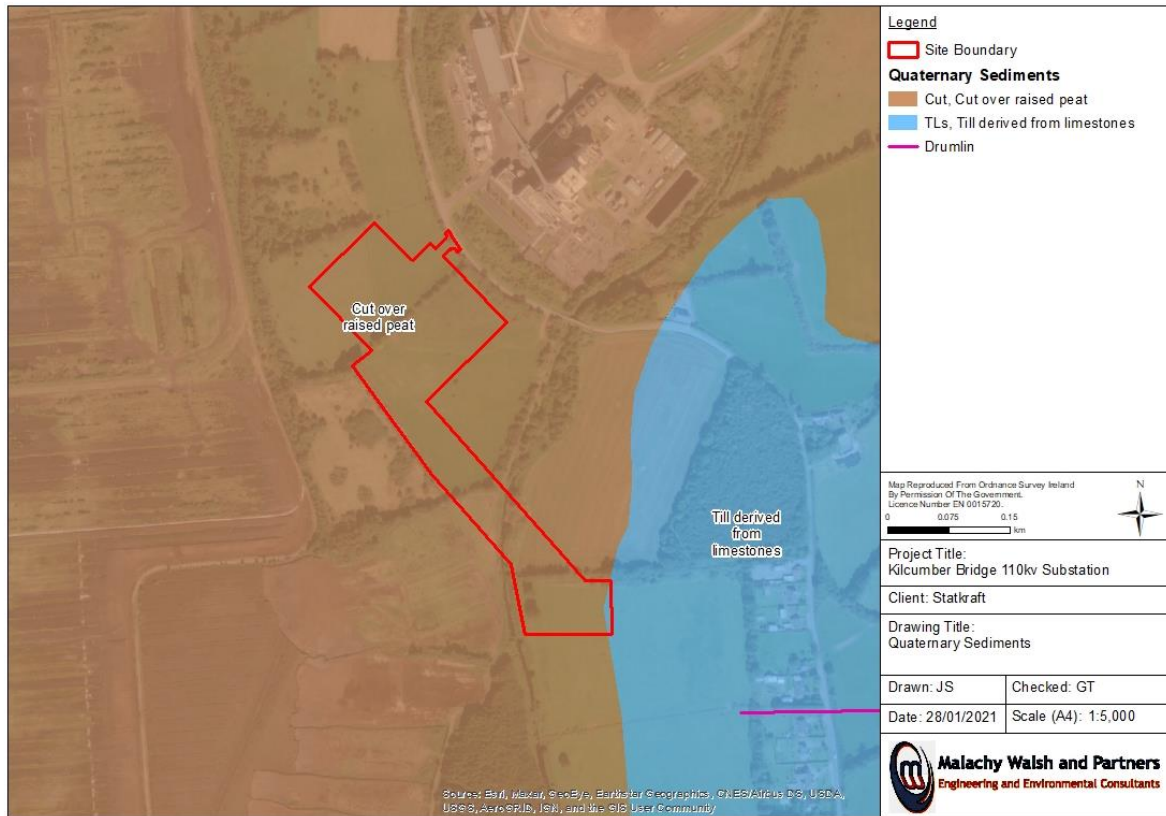 Cut over
raised peat
Till derived
from
limestones
Source: Esri, Maxar, GeoEye, Earthstar Geographics, CNES/Airbus DS, USDA,
USGS, AeroGRID, IGN, and the GIS User Community
Legend
Site Boundary
Quaternary Sediments
Cut, Cut over raised peat
TLs, Till derived from limestones
Drumlin
Map Reproduced From Ordnance Survey Ireland
By Permission Of The Government.
Licence Number EN 0015720.
N
0 0.075 0.15
km
Project Title:
Kilcumber Bridge 110kv Substation
Client: Statkraft
Drawing Title:
Quaternary Sediments
Drawn: JS Checked: GT
Date: 28/01/2021 Scale (A4): 1:5,000
m
Malachy Walsh and Partners
Engineering and Environmental Consultants